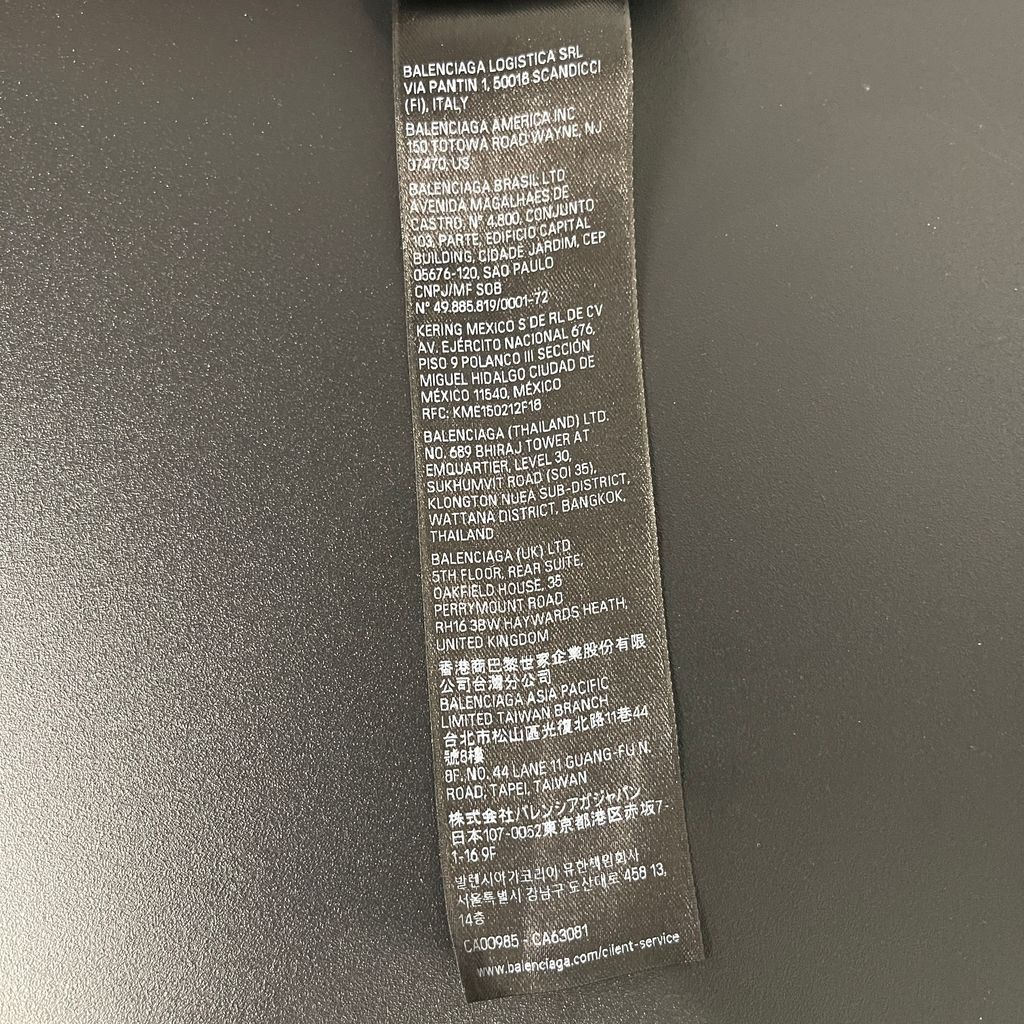 BALENCIAGA LOGISTICA SRL
VIA PANTIN 1, 50018 SCANDICCI
(FI), ITALY
BALENCIAGA AMERICA INC
150 TOTOWA ROAD WAYNE, NJ
07470, US
BALENCIAGA BRASIL LTD
AVENIDA MAGALHAES DE
CASTRO, N° 4.800, CONJUNTO
103, PARTE, EDIFICIO CAPITAL
BUILDING, CIDADE JARDIM, CEP
05676-120, SAO PAULO
CNPJ/MF SOB
N° 49.885.819/0001-72
KERING MEXICO S DE RL DE CV
AV. EJÉRCITO NACIONAL 676,
PISO 9 POLANCO III SECCIÓN
MIGUEL HIDALGO CIUDAD DE
MÉXICO 11540, MÉXICO
RFC: KME150212F18
BALENCIAGA (THAILAND) LTD.
NO. 689 BHIRAJ TOWER AT
EMQUARTIER, LEVEL 30,
SUKHUMVIT ROAD (SOI 35),
KLONGTON NUEA SUB-DISTRICT,
WATTANA DISTRICT, BANGKOK,
THAILAND
BALENCIAGA (UK) LTD
5TH FLOOR, REAR SUITE,
OAKFIELD HOUSE, 35
PERRYMOUNT ROAD
RH16 3BW HAYWARDS HEATH,
UNITED KINGDOM
香港商巴黎世家企業股份有限
公司台灣分公司
BALENCIAGA ASIA PACIFIC
LIMITED TAIWAN BRANCH
台北市松山區光復北路11巷44
號8樓
8F, NO. 44 LANE 11 GUANG-FU N.
ROAD, TAPEI, TAIWAN
株式会社バレンシアガジャパン
日本107-0052東京都港区赤坂7-
1-16 9F
발렌시아가코리아 유한책임회사
서울특별시 강남구 도산대로 458 13,
14층
CA00985 - CA63081
www.balenciaga.com/cilent-service